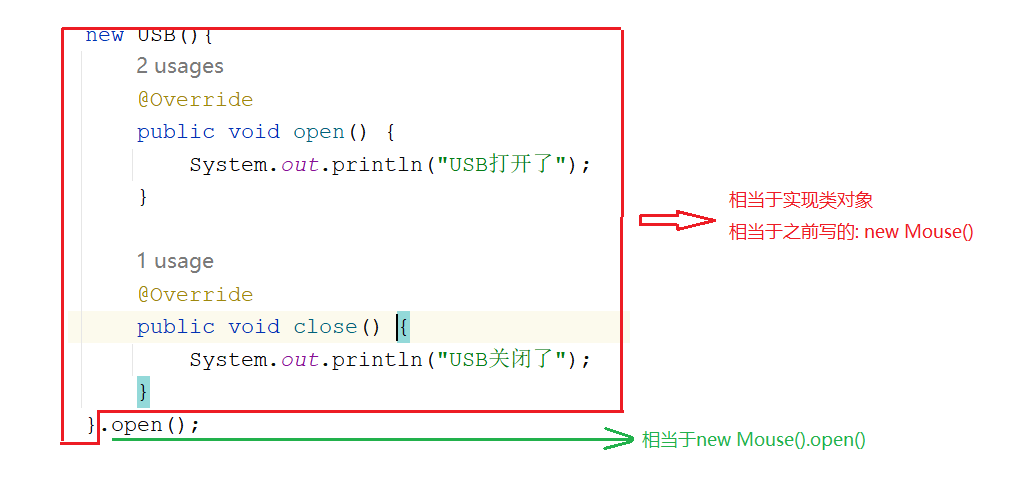 new USB(){
2 usages
@Override
public void open() {
System.out.println("USB打开了");
}
1 usage
@Override
public void close() {
System.out.println("USB关闭了");
}
}.open();
相当于实现类对象
相当于之前写的: new Mouse()
相当于new Mouse().open()